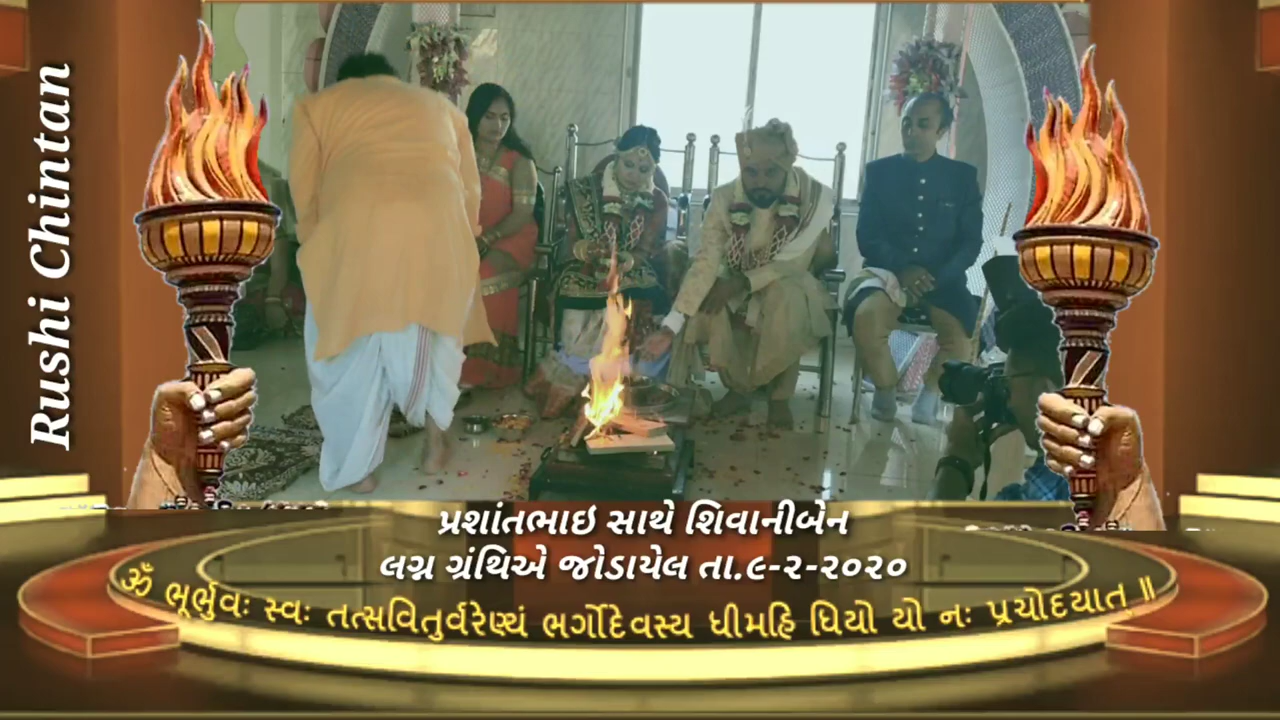 Rushi Chintan
પ્રશાંતભાઇ સાથે શિવાનીબેન
લગ્ન ગ્રંથિએ જોડાયેલ તા.૯-૨-૨૦૨૦
ૐ ભૂર્ભુવઃ સ્વઃ તત્સવિતુર્વરેણ્યં ભર્ગોદેવસ્ય ધીમહિ ધિયો યો નઃ પ્રચોદયાત ॥